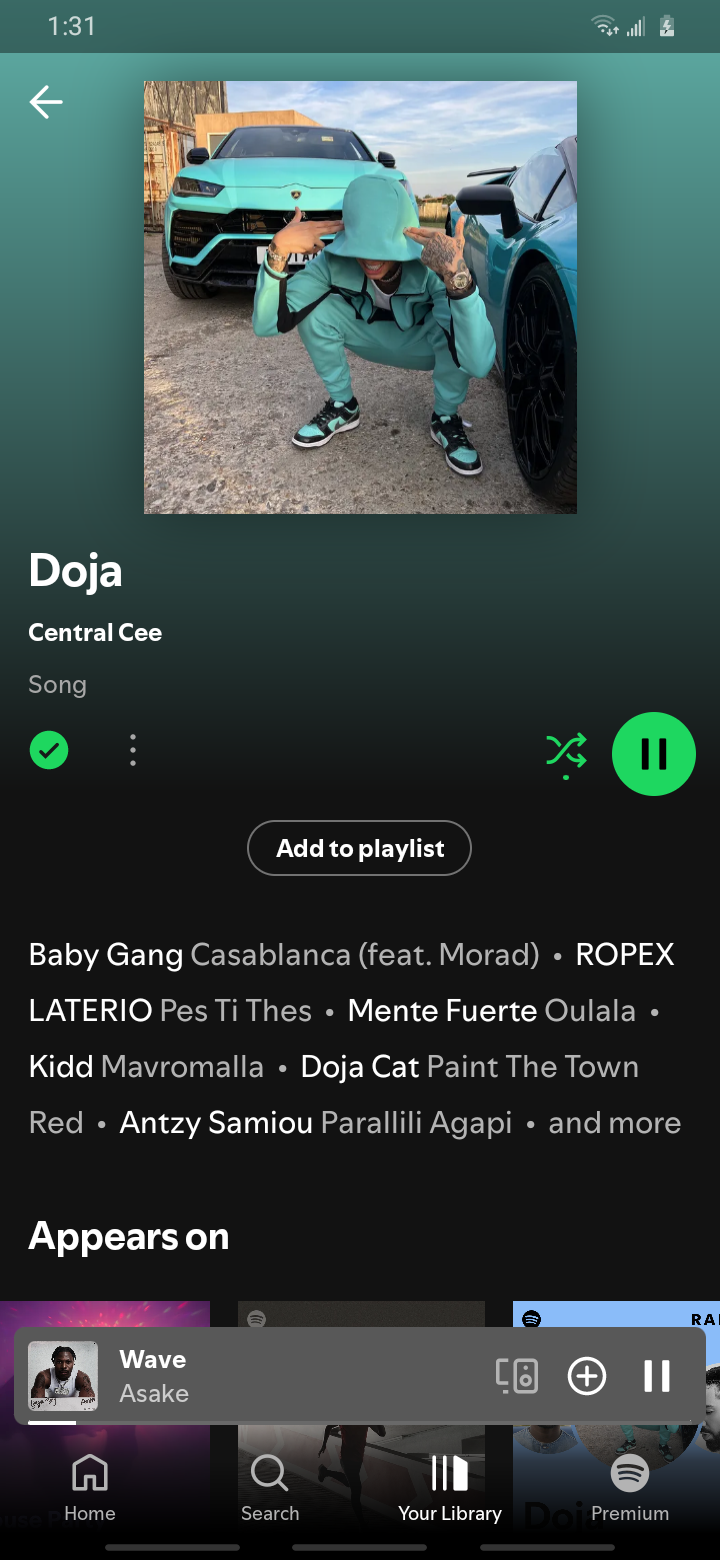 1:31
Doja
Central Cee
Song
Add to playlist
Baby Gang Casablanca (feat. Morad) • ROPEX
LATERIO Pes Ti Thes • Mente Fuerte Oulala •
Kidd Mavromalla • Doja Cat Paint The Town
Red • Antzy Samiou Parallili Agapi • and more
Appears on
Wave
Asake
Home
Search
Your Library
Premium